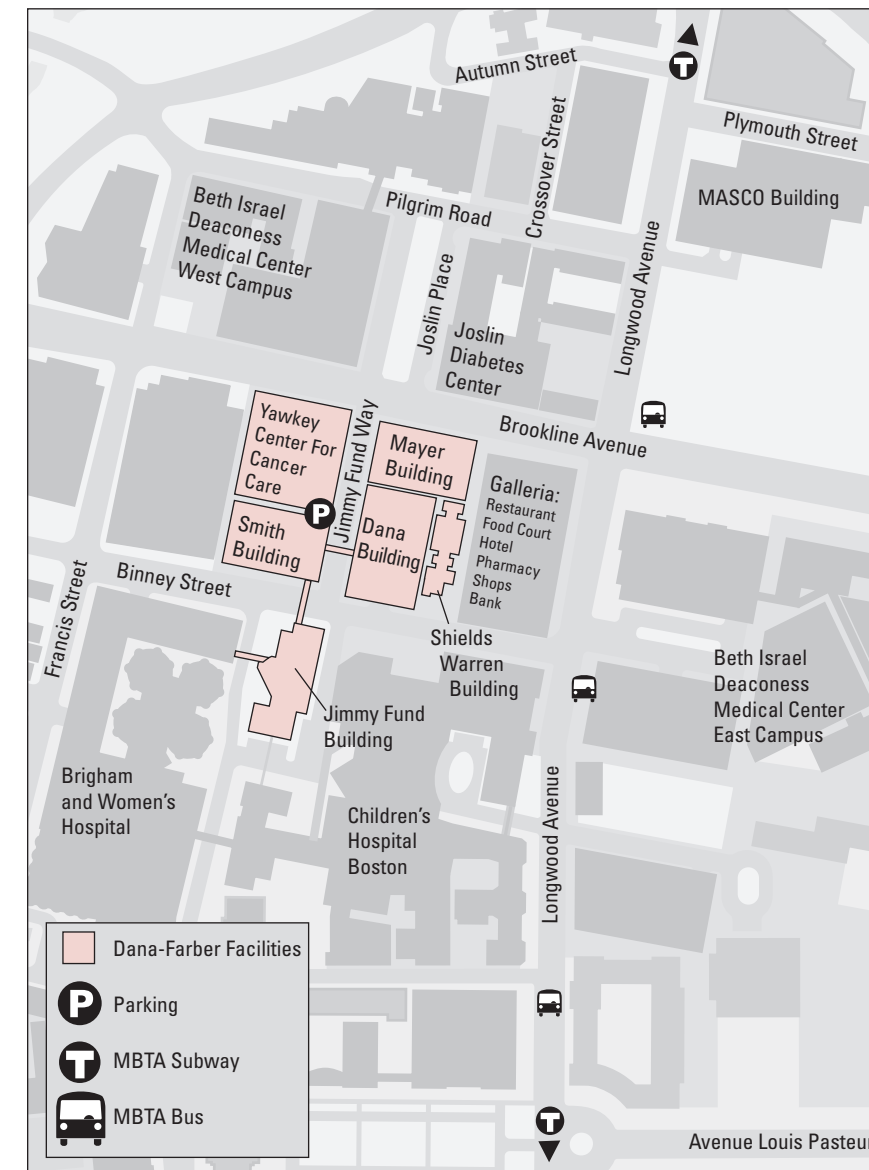 Autumn Street
Crossover Street
Plymouth Street
MASCO Building
Pilgrim Road
Beth Israel
Deaconess
Medical Center
West Campus
Joslin Place
Longwood Avenue
Joslin
Diabetes
Center
Brookline Avenue
Yawkey
Center For
Cancer
Care
Jimmy Fund Way
Mayer
Building
Galleria:
Restaurant
Food Court
Hotel
Pharmacy
Shops
Bank
P
Smith
Building
Dana
Building
Binney Street
Francis Street
Shields
Warren
Building
Beth Israel
Deaconess
Medical Center
East Campus
Jimmy Fund
Building
Brigham
and Women's
Hospital
Children's
Hospital
Boston
Longwood Avenue
Dana-Farber Facilities
P
Parking
T
MBTA Subway
MBTA Bus
T
T
Avenue Louis Pasteur